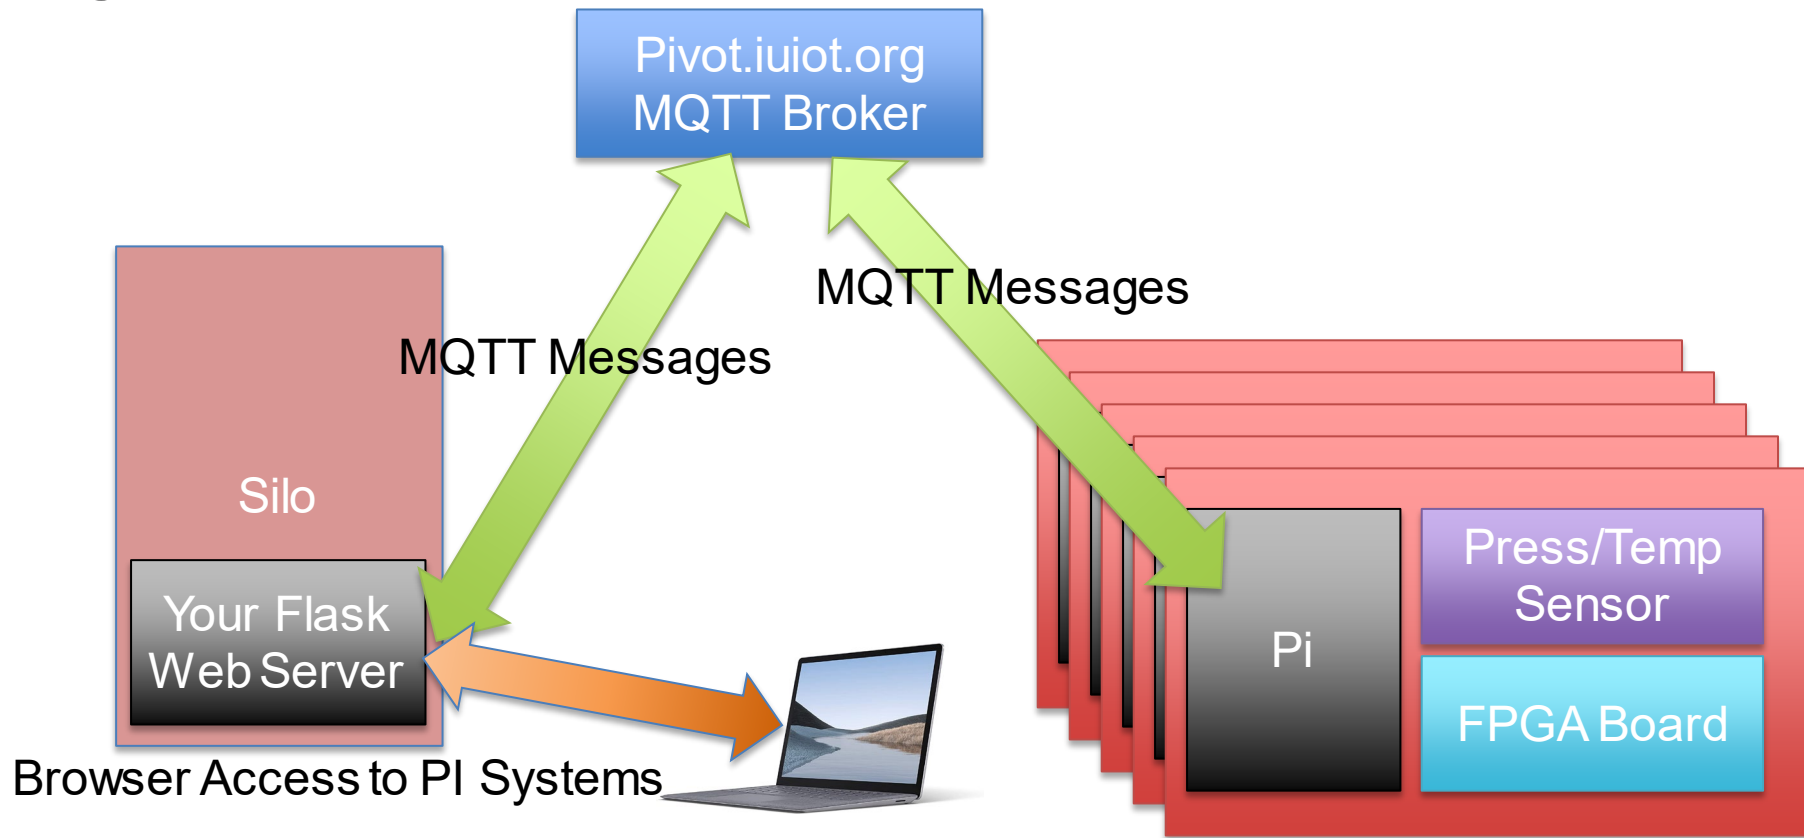 Pivot.iuiot.org
MQTT Broker
MQTT Messages
MQTT Messages
Silo
Your Flask
Web Server
Browser Access to PI Systems
Pi
Press/Temp
Sensor
FPGA Board